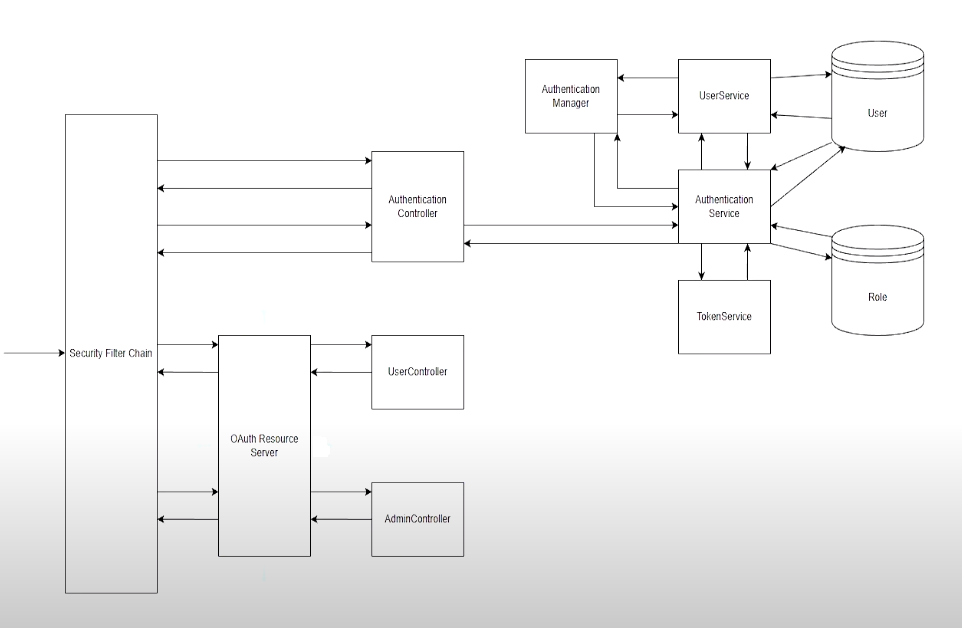 Authentication
Manager
UserService
User
Authentication
Controller
Authentication
Service
Role
TokenService
Security Filter Chain
UserController
OAuth Resource
Server
AdminController